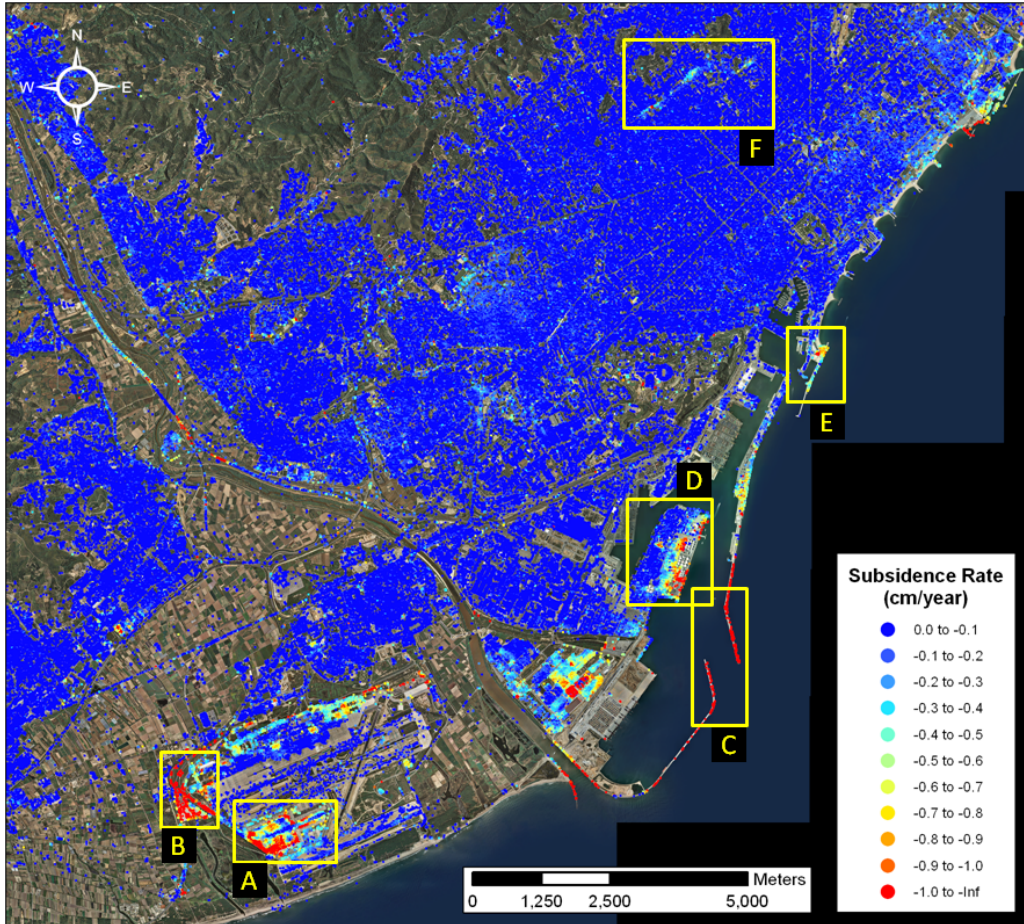 N
W E
S
F
E
D
C
B
A
Subsidence Rate
(cm/year)
0.0 to -0.1
-0.1 to -0.2
-0.2 to -0.3
-0.3 to -0.4
-0.4 to -0.5
-0.5 to -0.6
-0.6 to -0.7
-0.7 to -0.8
-0.8 to -0.9
-0.9 to -1.0
-1.0 to -Inf
Meters
0 1,250 2,500 5,000